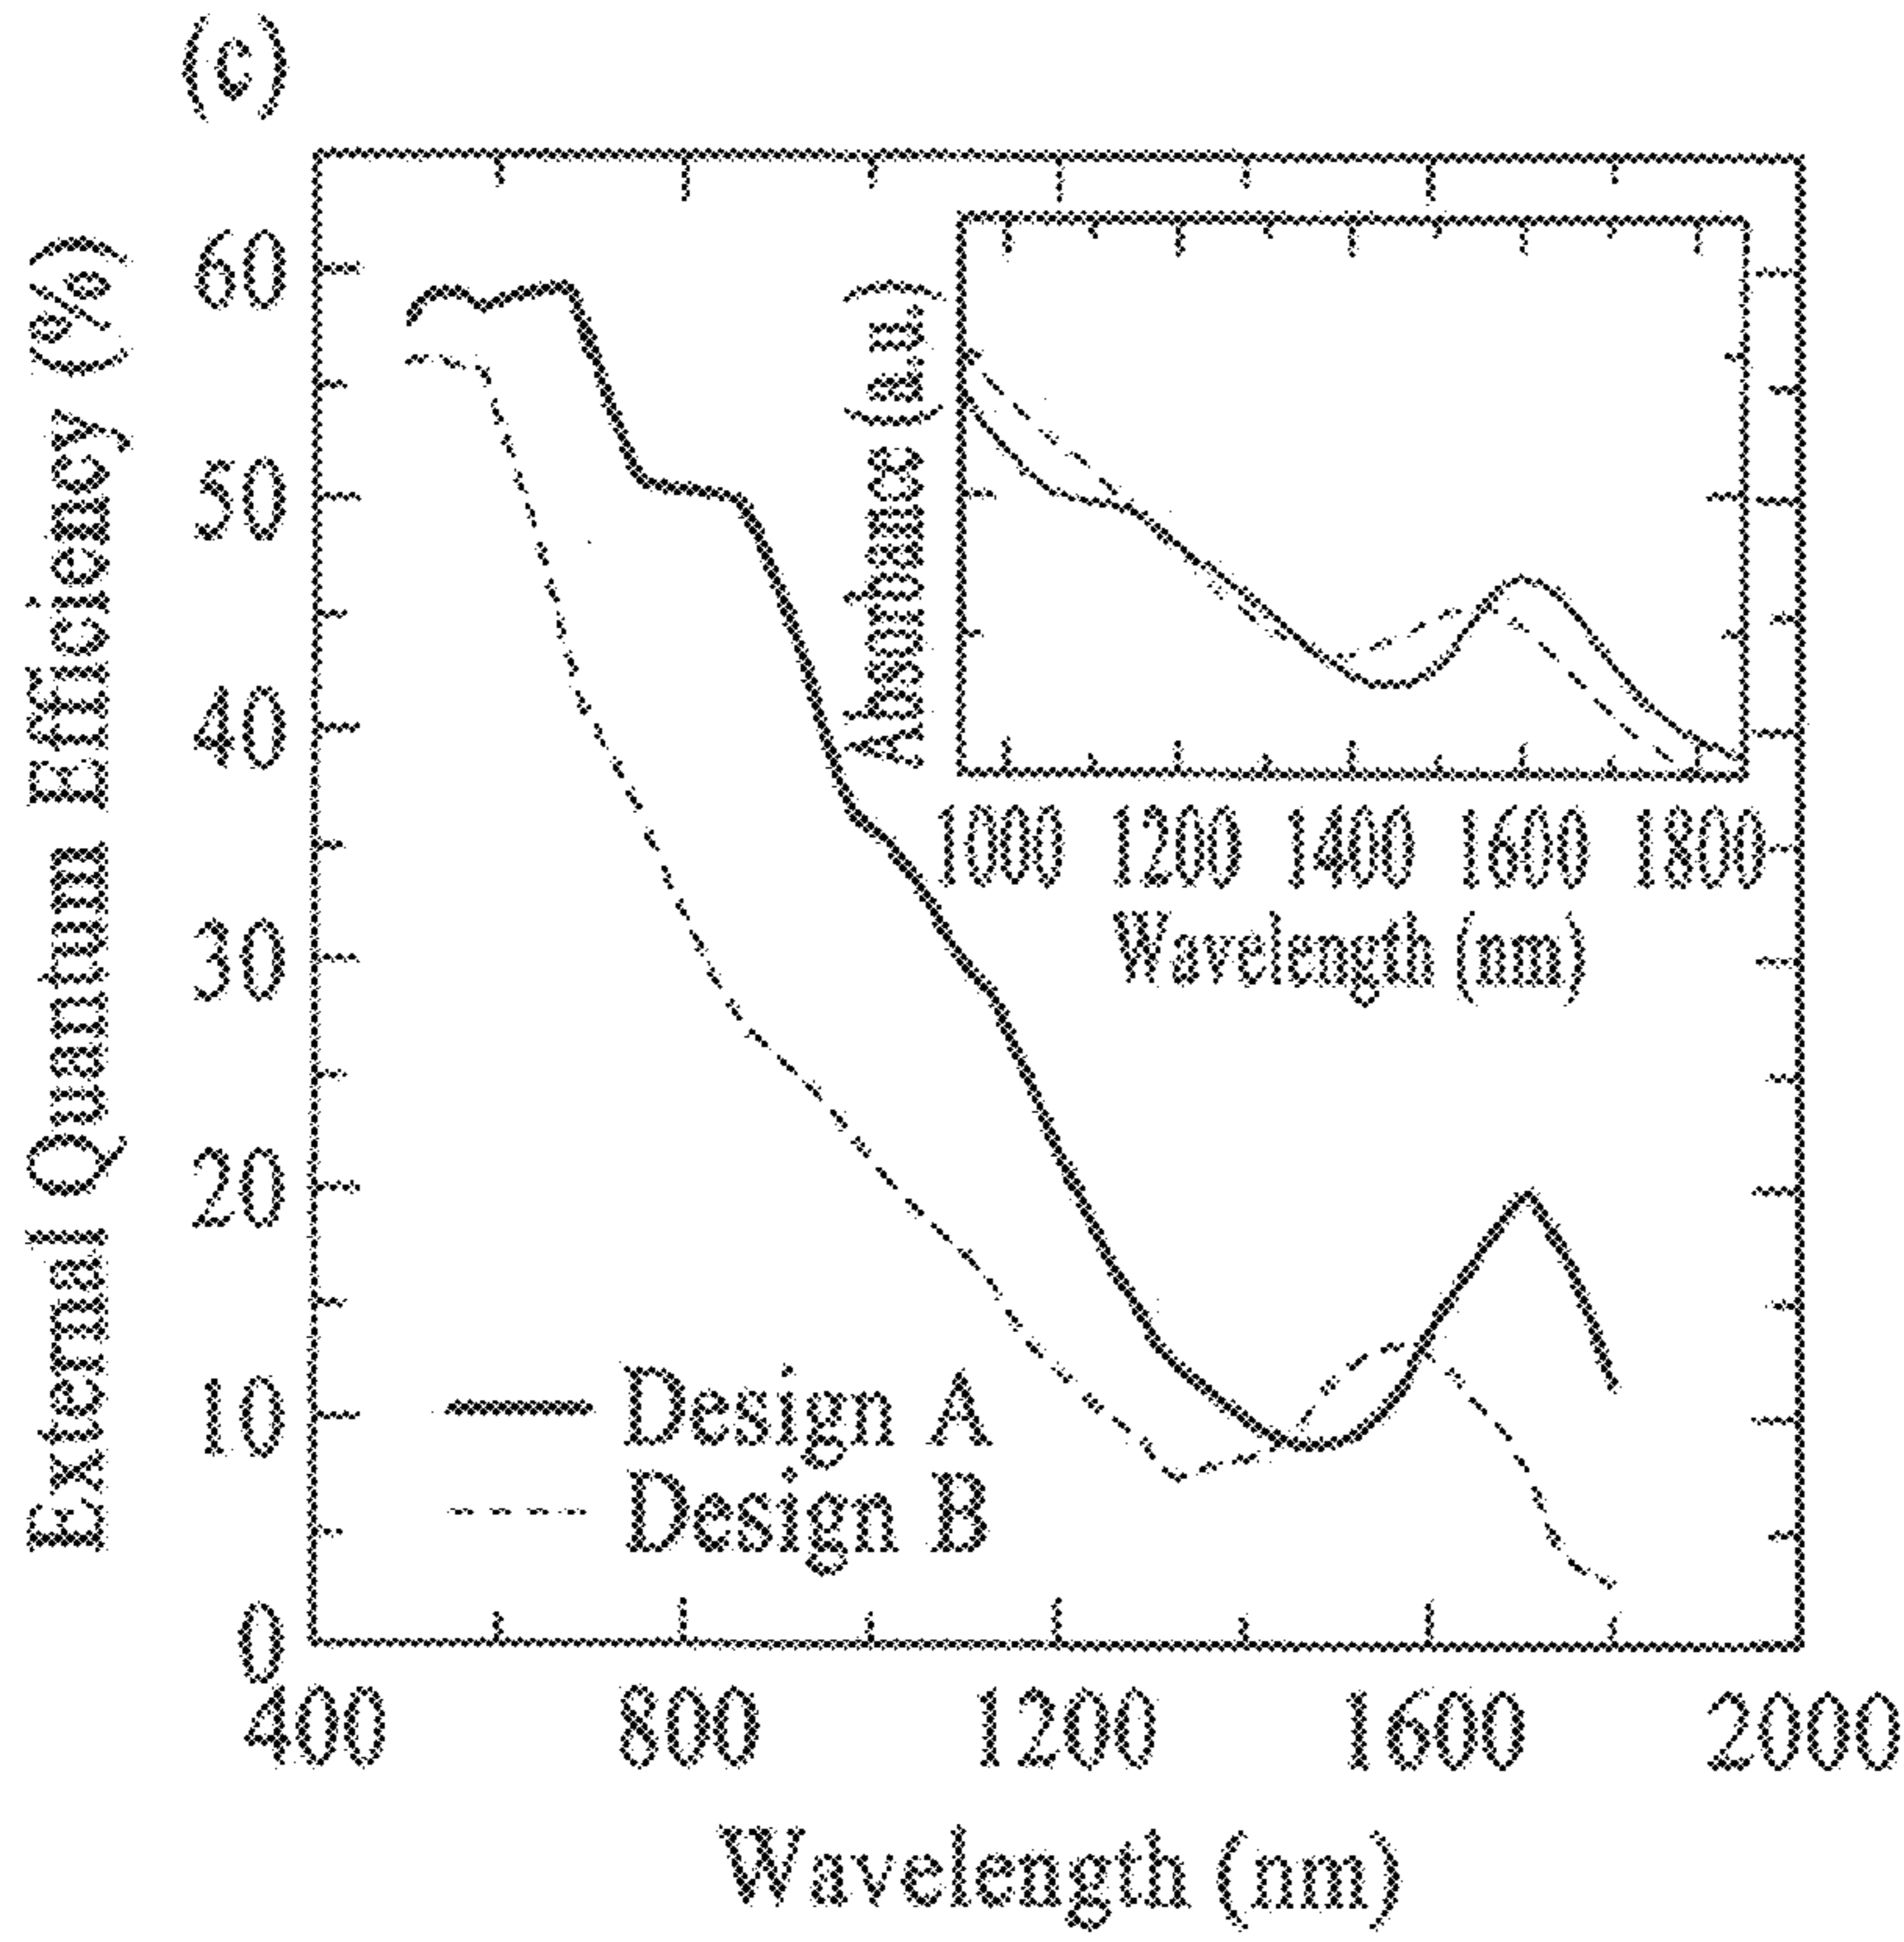 (c)
External Quantum Efficiency (%)
60
50
40
30
20
10
0
Absorbance (a.u.)
1000 1200 1400 1600 1800
Wavelength (nm)
Design A
Design B
400 800 1200 1600 2000
Wavelength (nm)